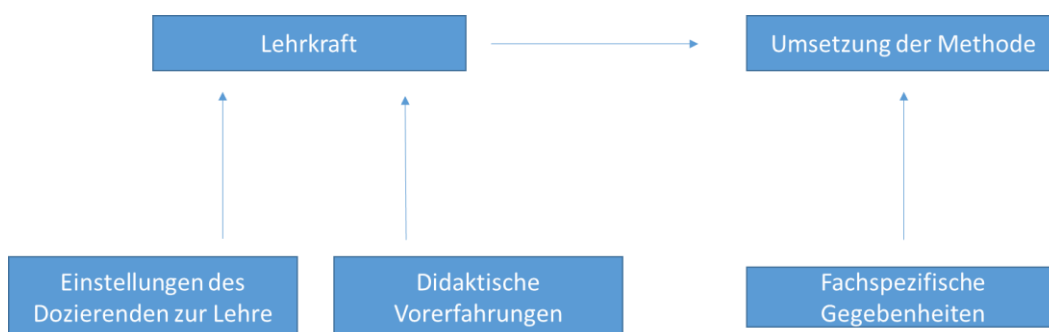 Lehrkraft
Umsetzung der Methode
Einstellungen des
Dozierenden zur Lehre
Didaktische
Vorerfahrungen
Fachspezifische
Gegebenheiten